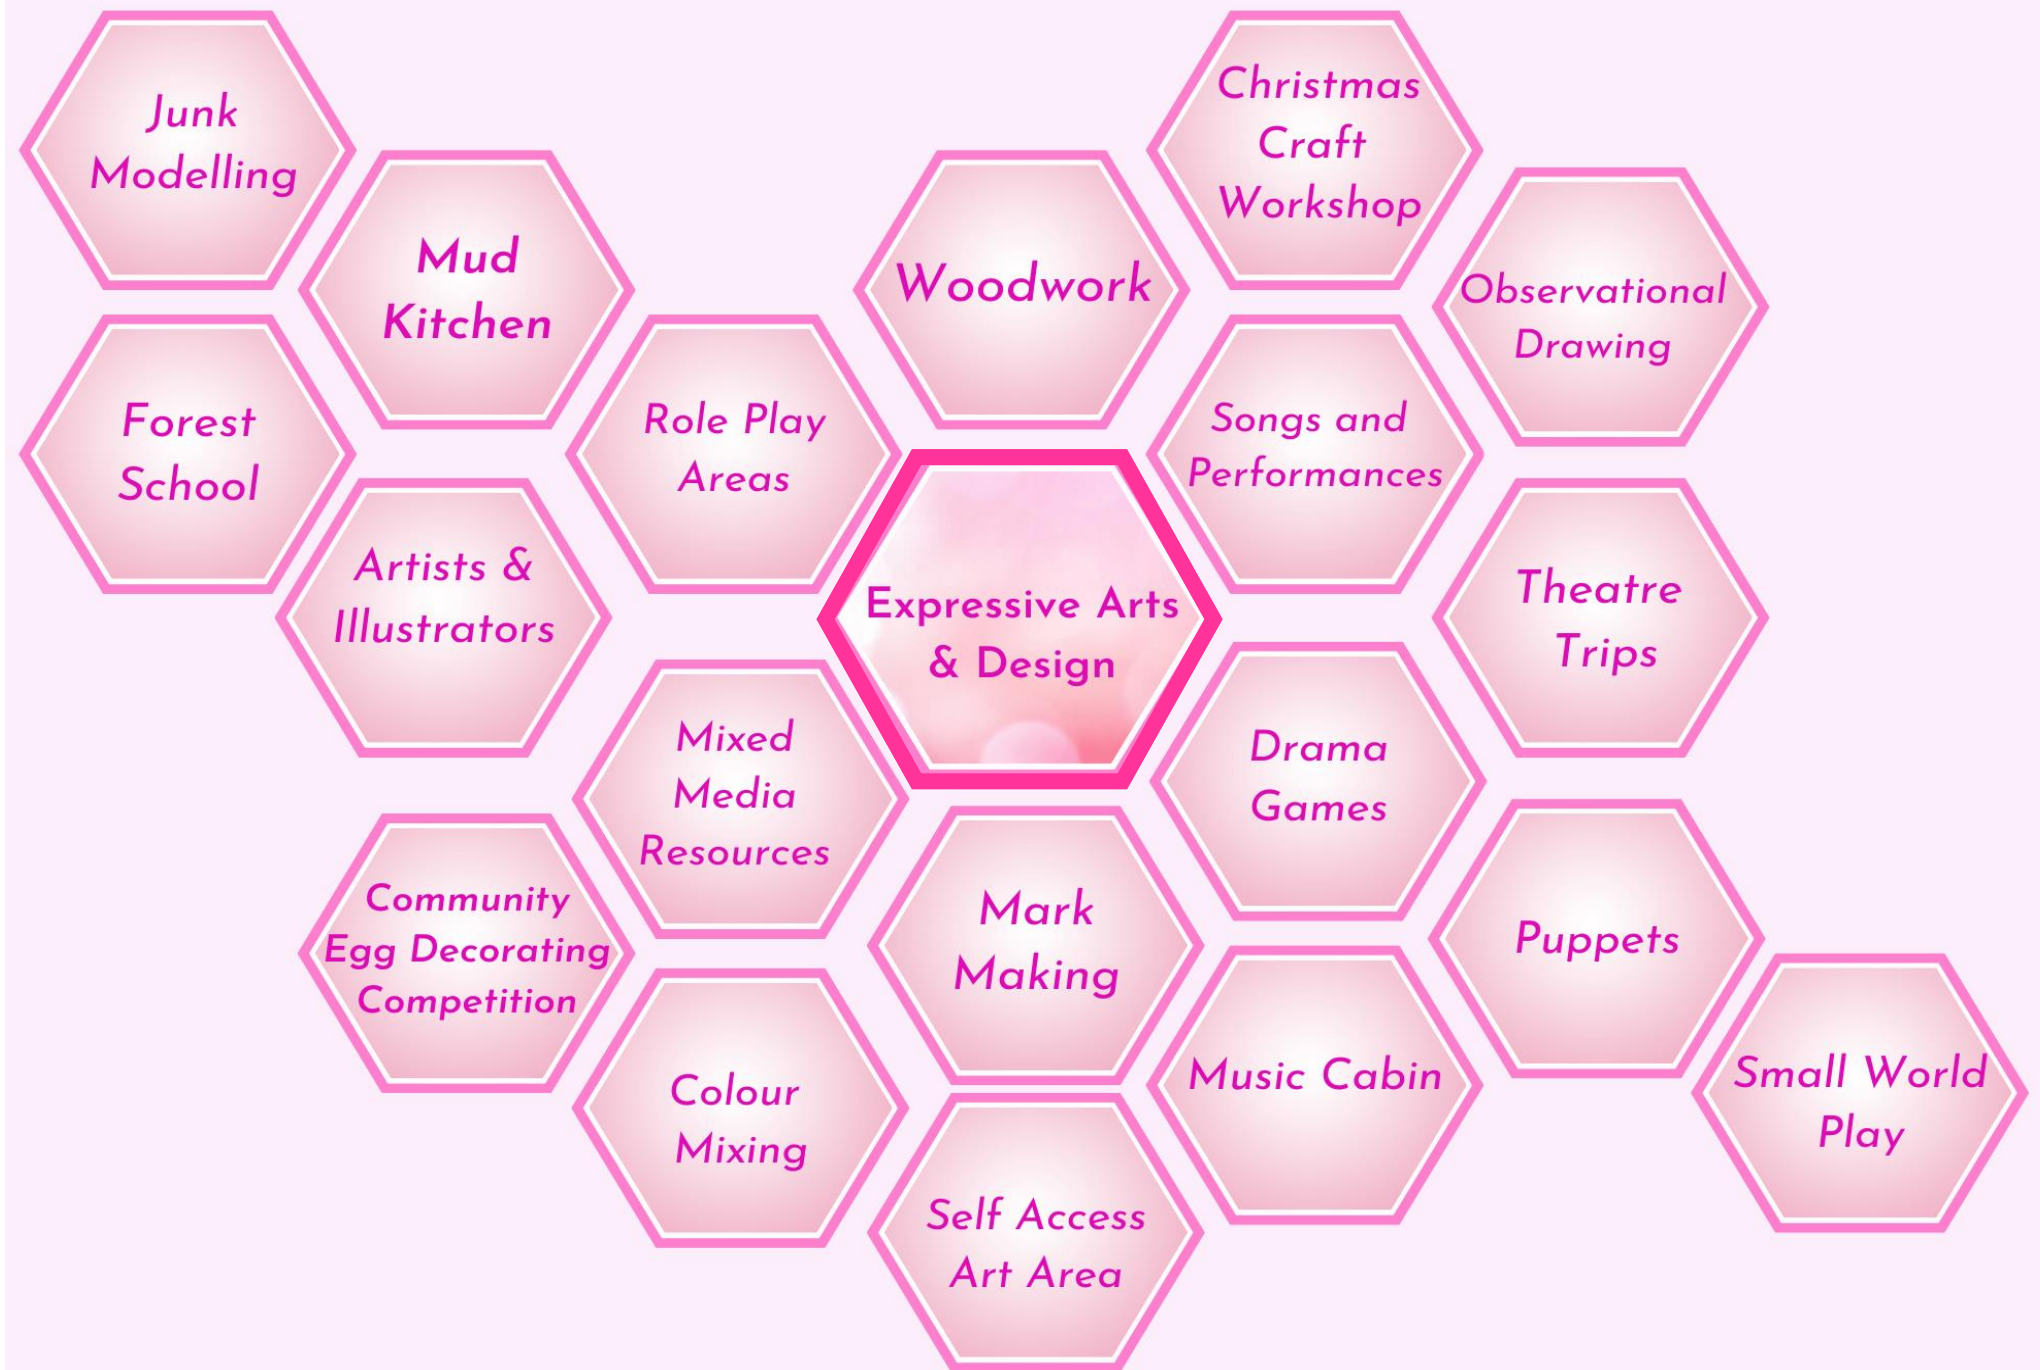 Junk
Modelling
Mud
Kitchen
Forest
School
Role Play
Areas
Artists &
Illustrators
Woodwork
Christmas
Craft
Workshop
Observational
Drawing
Songs and
Performances
Expressive Arts
& Design
Theatre
Trips
Mixed
Media
Resources
Drama
Games
Community
Egg Decorating
Competition
Mark
Making
Puppets
Colour
Mixing
Music Cabin
Small World
Play
Self Access
Art Area